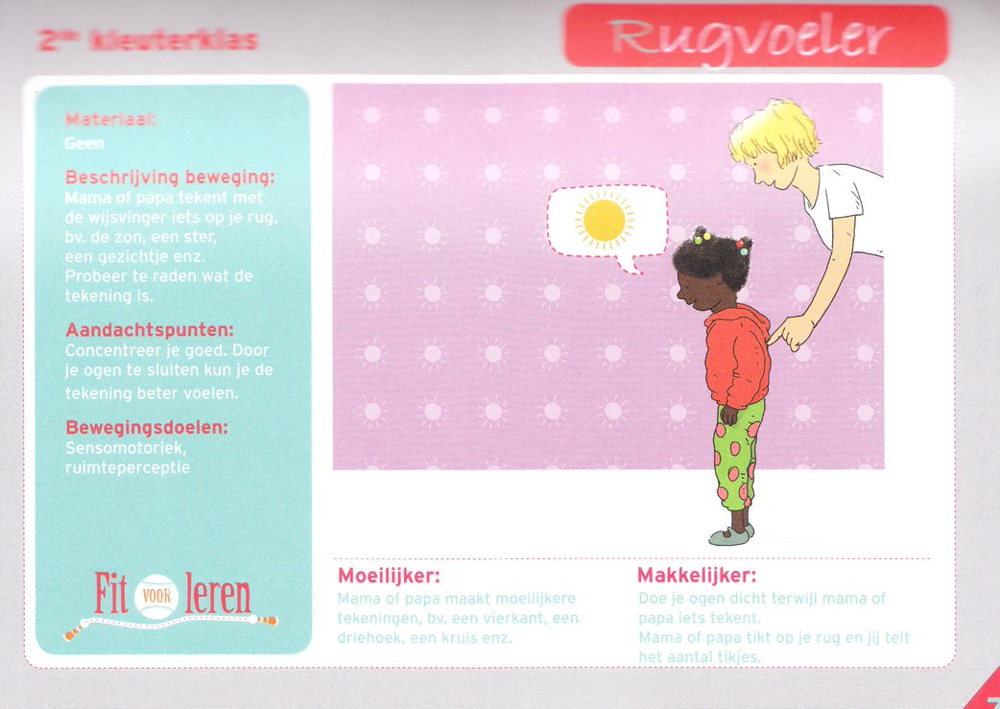 2de kleuterklas
Rugvoeler
Materiaal:
Geen
Beschrijving beweging:
Mama of papa tekent met
de wijsvinger iets op je rug,
bv. de zon, een ster,
een gezichtje enz.
Probeer te raden wat de
tekening is.
Aandachtspunten:
Concentreer je goed. Door
je ogen te sluiten kun je de
tekening beter voelen.
Bewegingsdoelen:
Sensomotoriek,
ruimteperceptie
Fit VOOR leren
Moeilijker:
Mama of papa maakt moeilijkere
tekeningen, bv. een vierkant, een
driehoek, een kruis enz.
Makkelijker:
Doe je ogen dicht terwijl mama of
papa iets tekent.
Mama of papa tikt op je rug en jij telt
het aantal tikjes.